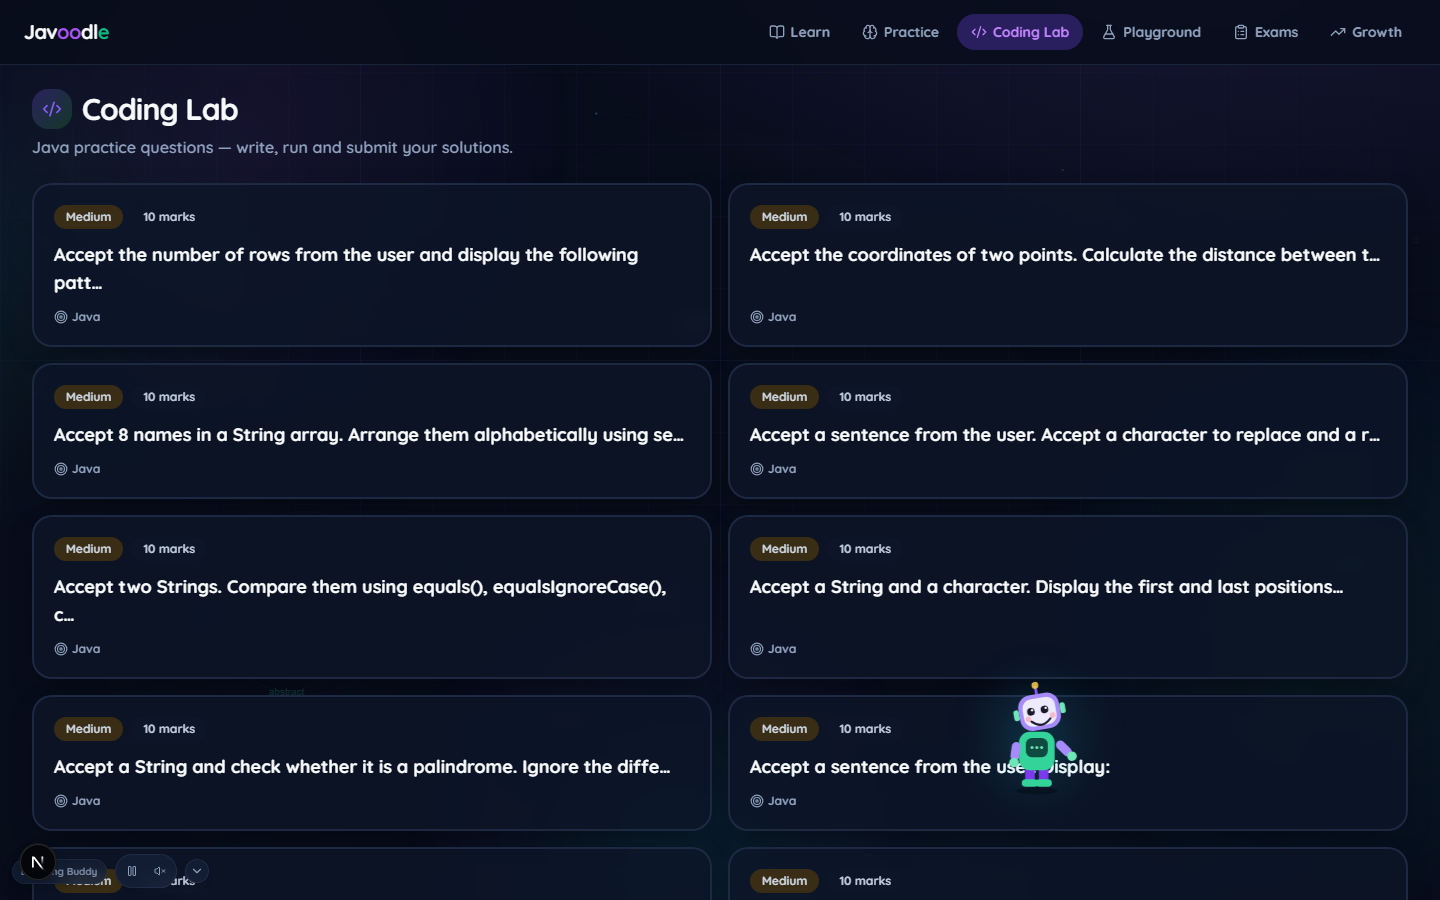 Javoodle
Learn
Practice
Coding Lab
Playground
Exams
Growth
Coding Lab
Java practice questions — write, run and submit your solutions.
Medium
10 marks
Accept the number of rows from the user and display the following
patt...
Java
Medium
10 marks
Accept the coordinates of two points. Calculate the distance between t...
Java
Medium
10 marks
Accept 8 names in a String array. Arrange them alphabetically using se...
Java
Medium
10 marks
Accept a sentence from the user. Accept a character to replace and a r...
Java
Medium
10 marks
Accept two Strings. Compare them using equals(), equalsIgnoreCase(),
c...
Java
Medium
10 marks
Accept a String and a character. Display the first and last positions...
Java
abstract
Medium
10 marks
Accept a String and check whether it is a palindrome. Ignore the diffe...
Java
Medium
10 marks
Accept a sentence from the
Java
N
Buddy
Medium
Medium
10 marks